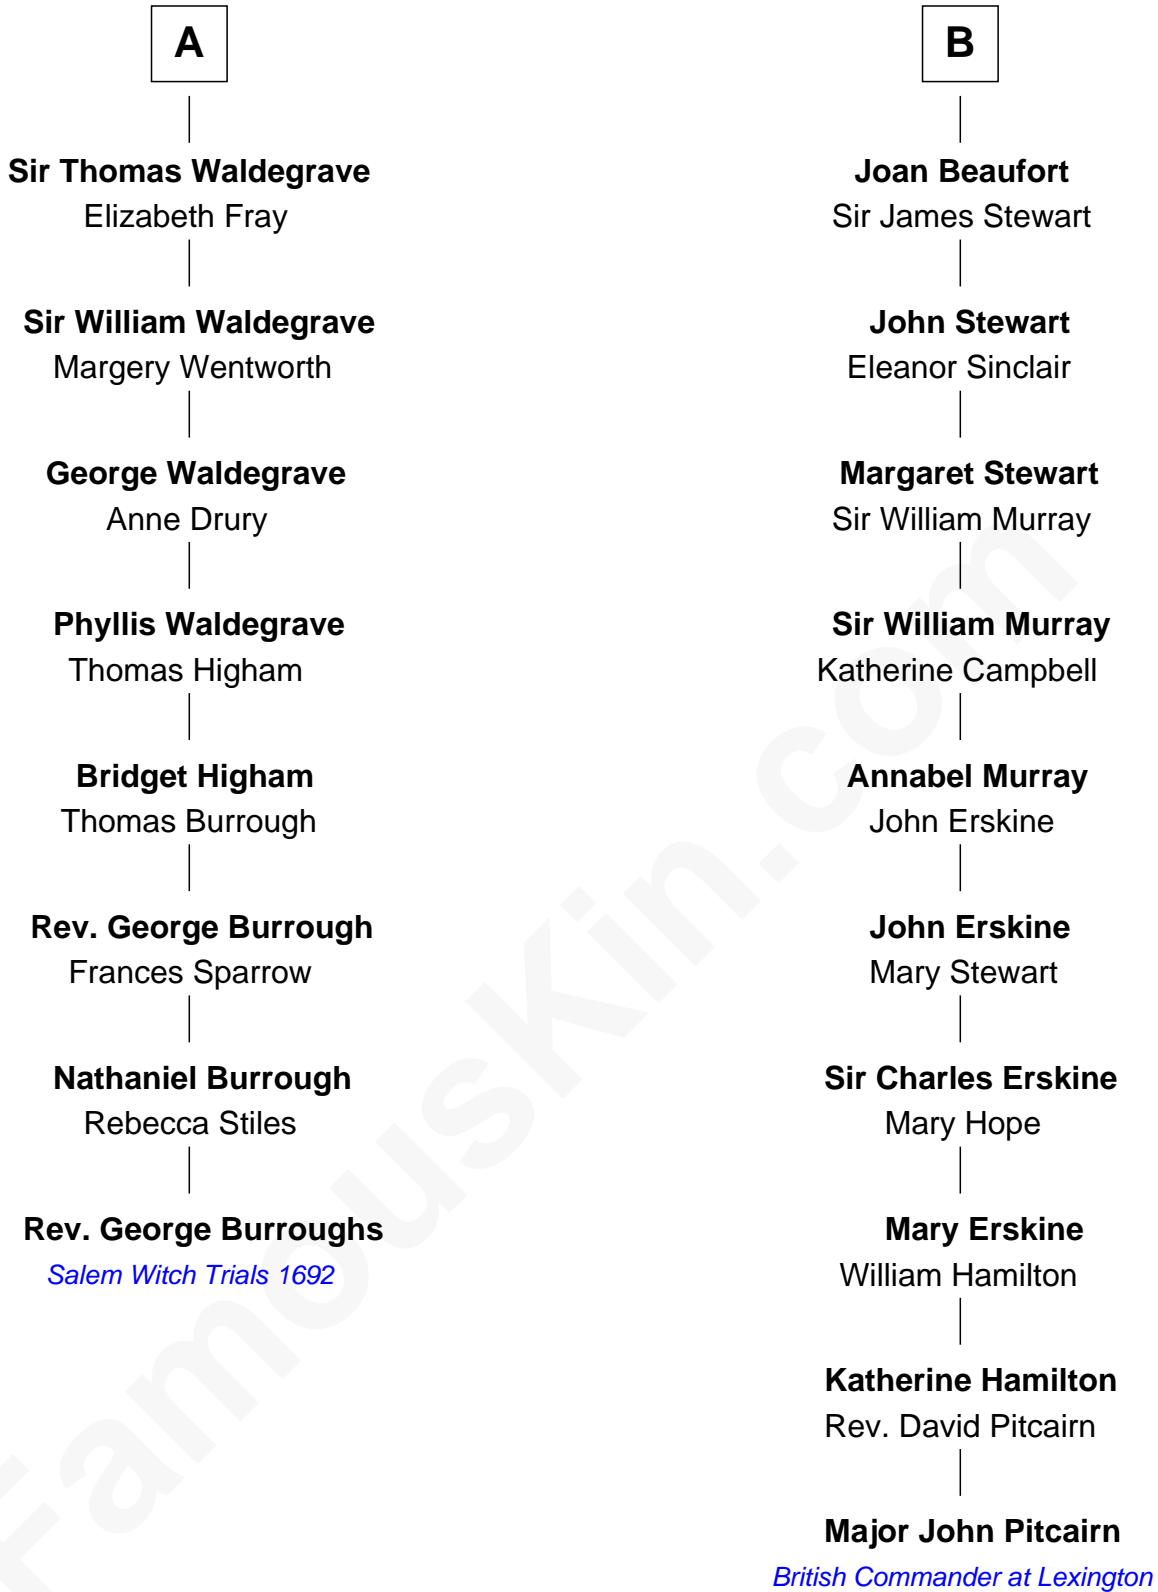 A
Sir Thomas Waldegrave
Elizabeth Fray
Sir William Waldegrave
Margery Wentworth
George Waldegrave
Anne Drury
Phyllis Waldegrave
Thomas Higham
Bridget Higham
Thomas Burrough
Rev. George Burrough
Frances Sparrow
Nathaniel Burrough
Rebecca Stiles
Rev. George Burroughs
Salem Witch Trials 1692
B
Joan Beaufort
Sir James Stewart
John Stewart
Eleanor Sinclair
Margaret Stewart
Sir William Murray
Sir William Murray
Katherine Campbell
Annabel Murray
John Erskine
John Erskine
Mary Stewart
Sir Charles Erskine
Mary Hope
Mary Erskine
William Hamilton
Katherine Hamilton
Rev. David Pitcairn
Major John Pitcairn
British Commander at Lexington
FamousKin.com